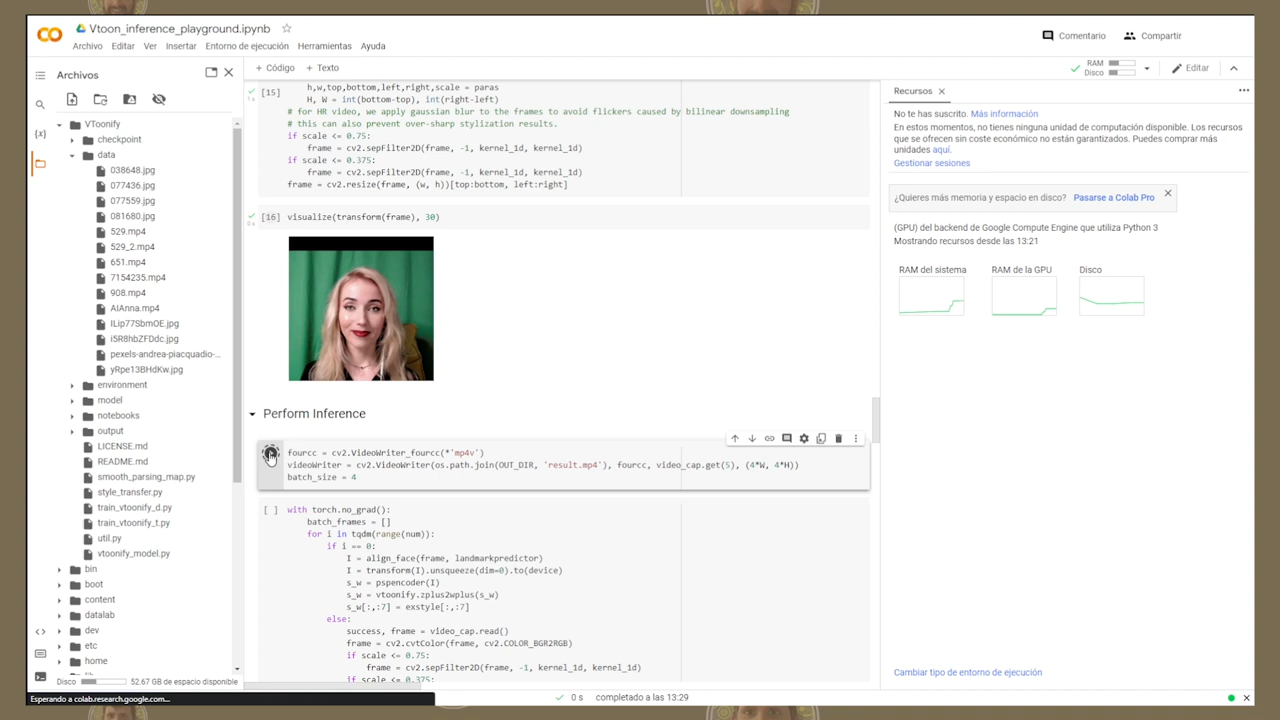 Vtoon_inference_playground.ipynb
Archivo Editar Ver Insertar Entorno de ejecución Herramientas Ayuda
Comentario
Compartir
Archivos
+ Código + Texto
RAM
Disco
Editar
VToonify
checkpoint
data
038648.jpg
077436.jpg
077559.jpg
081680.jpg
529.mp4
529_2.mp4
651.mp4
7154235.mp4
908.mp4
AIAnna.mp4
ILip77SbmOE.jpg
i5R8hbZFDdc.jpg
pexels-andrea-piacquadio-...
yRpe13BHdKw.jpg
environment
model
notebooks
output
LICENSE.md
README.md
smooth_parsing_map.py
style_transfer.py
train_vtoonify_d.py
train_vtoonify_t.py
util.py
vtoonify_model.py
bin
boot
content
datalab
dev
etc
home
Disco 52.67 GB de espacio disponible
Esperando a colab.research.google.com...
[15]
1 s
h,w,top,bottom,left,right,scale = paras
H, W = int(bottom-top), int(right-left)
# for HR video, we apply gaussian blur to the frames to avoid flickers caused by bilinear downsampling
# this can also prevent over-sharp stylization results.
if scale <= 0.75:
frame = cv2.sepFilter2D(frame, -1, kernel_1d, kernel_1d)
if scale <= 0.375:
frame = cv2.sepFilter2D(frame, -1, kernel_1d, kernel_1d)
frame = cv2.resize(frame, (w, h))[top:bottom, left:right]
[16] visualize(transform(frame), 30)
0 s
Perform Inference
fourcc = cv2.VideoWriter_fourcc(*'mp4v')
videoWriter = cv2.VideoWriter(os.path.join(OUT_DIR, 'result.mp4'), fourcc, video_cap.get(5), (4*W, 4*H))
batch_size = 4
[ ] with torch.no_grad():
batch_frames = []
for i in tqdm(range(num)):
if i == 0:
I = align_face(frame, landmarkpredictor)
I = transform(I).unsqueeze(dim=0).to(device)
s_w = pspencoder(I)
s_w = vtoonify.zplus2wplus(s_w)
s_w[:,:7] = exstyle[:,:7]
else:
success, frame = video_cap.read()
frame = cv2.cvtColor(frame, cv2.COLOR_BGR2RGB)
if scale <= 0.75:
frame = cv2.sepFilter2D(frame, -1, kernel_1d, kernel_1d)
if scale <= 0.375:
0 s completado a las 13:29
Recursos
No te has suscrito. Más información
En estos momentos, no tienes ninguna unidad de computación disponible. Los recursos
que se ofrecen sin coste económico no están garantizados. Puedes comprar más
unidades aquí.
Gestionar sesiones
¿Quieres más memoria y espacio en disco? Pasarse a Colab Pro
(GPU) del backend de Google Compute Engine que utiliza Python 3
Mostrando recursos desde las 13:21
RAM del sistema
RAM de la GPU
Disco
Cambiar tipo de entorno de ejecución